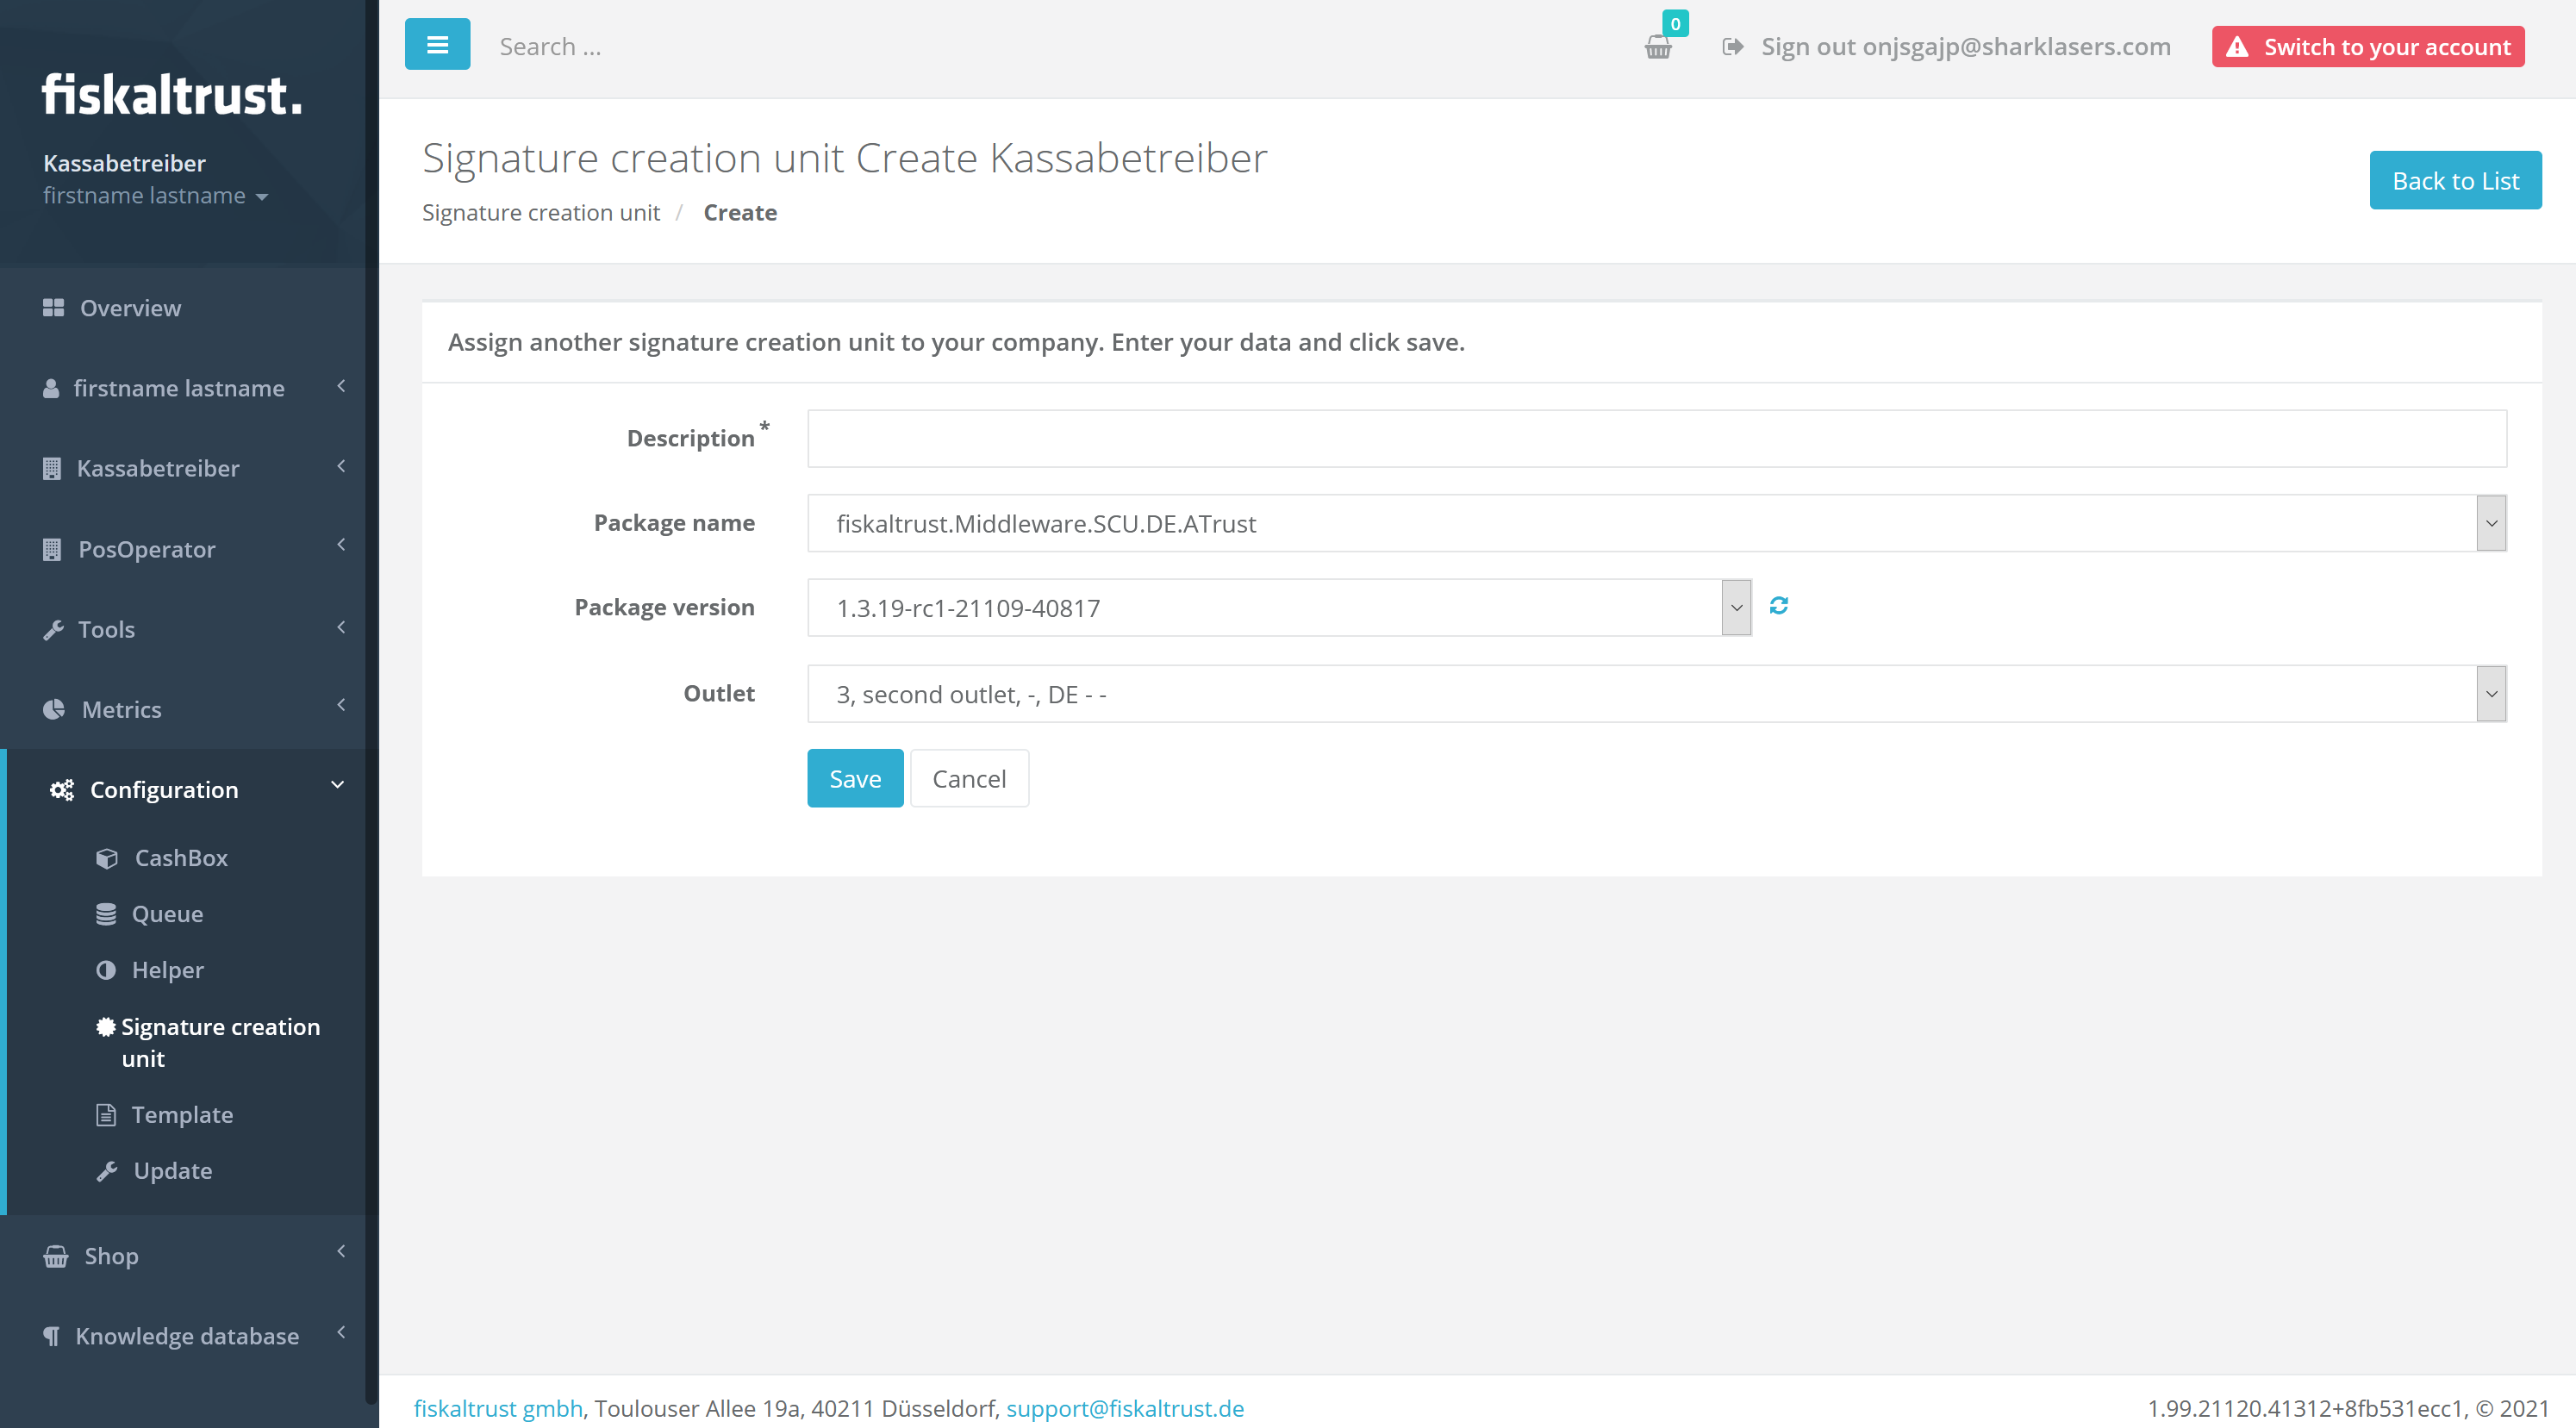 fiskaltrust.
Kassabetreiber
firstname lastname
Overview
firstname lastname
Kassabetreiber
PosOperator
Tools
Metrics
Configuration
CashBox
Queue
Helper
Signature creation
unit
Template
Update
Shop
Knowledge database
Search ...
0
Sign out onjsgajp@sharklasers.com
Switch to your account
Signature creation unit Create Kassabetreiber
Signature creation unit / Create
Back to List
Assign another signature creation unit to your company. Enter your data and click save.
Description *
Package name fiskaltrust.Middleware.SCU.DE.ATrust
Package version 1.3.19-rc1-21109-40817
Outlet 3, second outlet, -, DE - -
Save Cancel
fiskaltrust gmbh, Toulouser Allee 19a, 40211 Düsseldorf, support@fiskaltrust.de
1.99.21120.41312+8fb531ecc1, © 2021